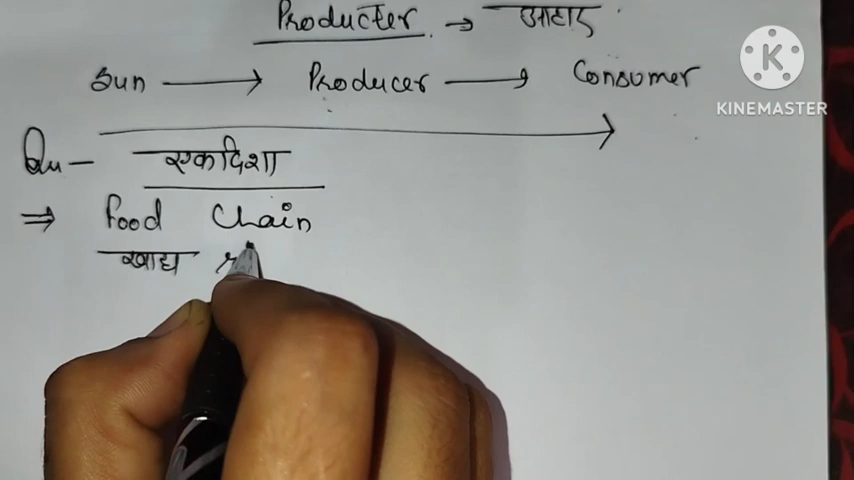 Producter → आहार
Sun → Producer → Consumer
KINEMASTER
Qu - एकदिशा
⇒ Food Chain
खाद्य